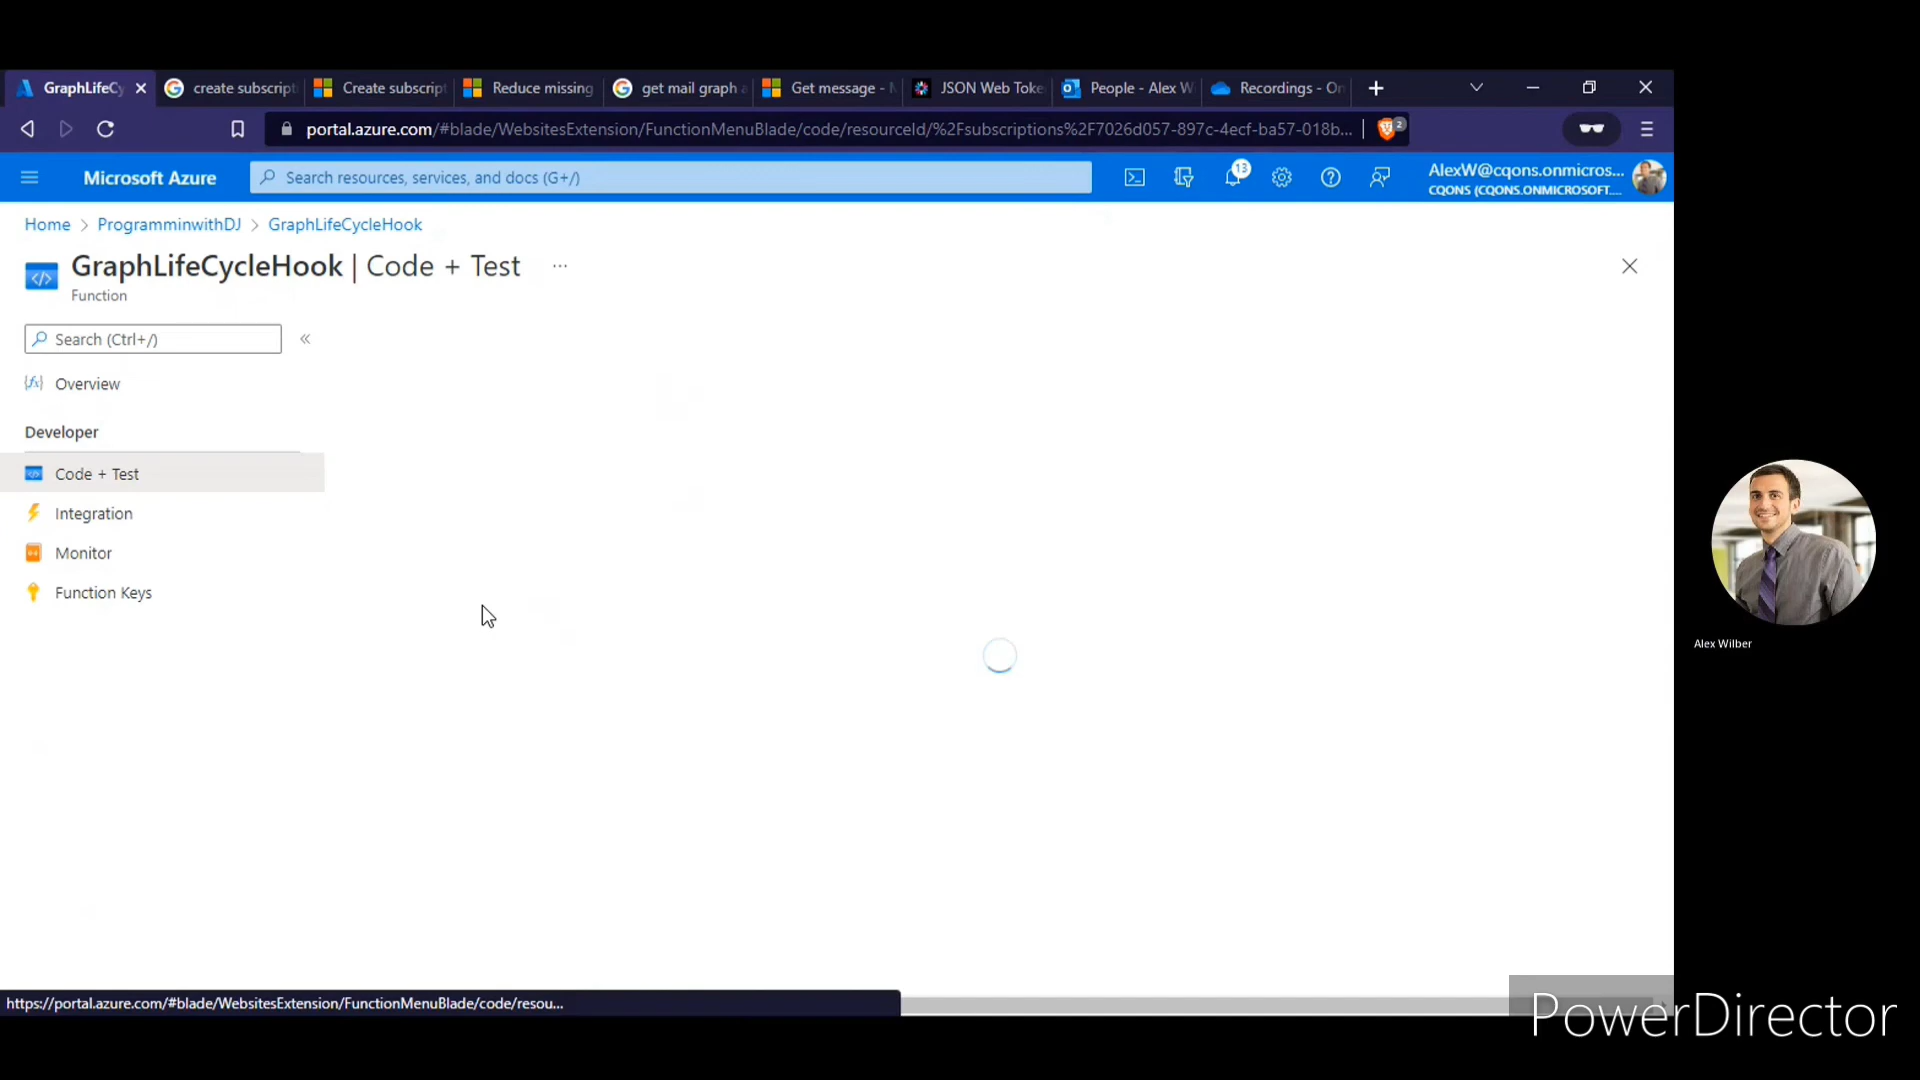 GraphLifeCy
create subscript
Create subscript
Reduce missing
get mail graph a
Get message - M
JSON Web Toke
People - Alex W
Recordings - On
portal.azure.com/#blade/WebsitesExtension/FunctionMenuBlade/code/resourceId/%2Fsubscriptions%2F7026d057-897c-4ecf-ba57-018b...
2
Microsoft Azure
Search resources, services, and docs (G+/)
13
AlexW@cqons.onmicros...
CQONS (CQONS.ONMICROSOFT....
Home > ProgramminwithDJ > GraphLifeCycleHook
GraphLifeCycleHook | Code + Test ...
Function
Search (Ctrl+/)
«
Overview
Developer
Code + Test
Integration
Monitor
Function Keys
Alex Wilber
https://portal.azure.com/#blade/WebsitesExtension/FunctionMenuBlade/code/resou...
PowerDirector